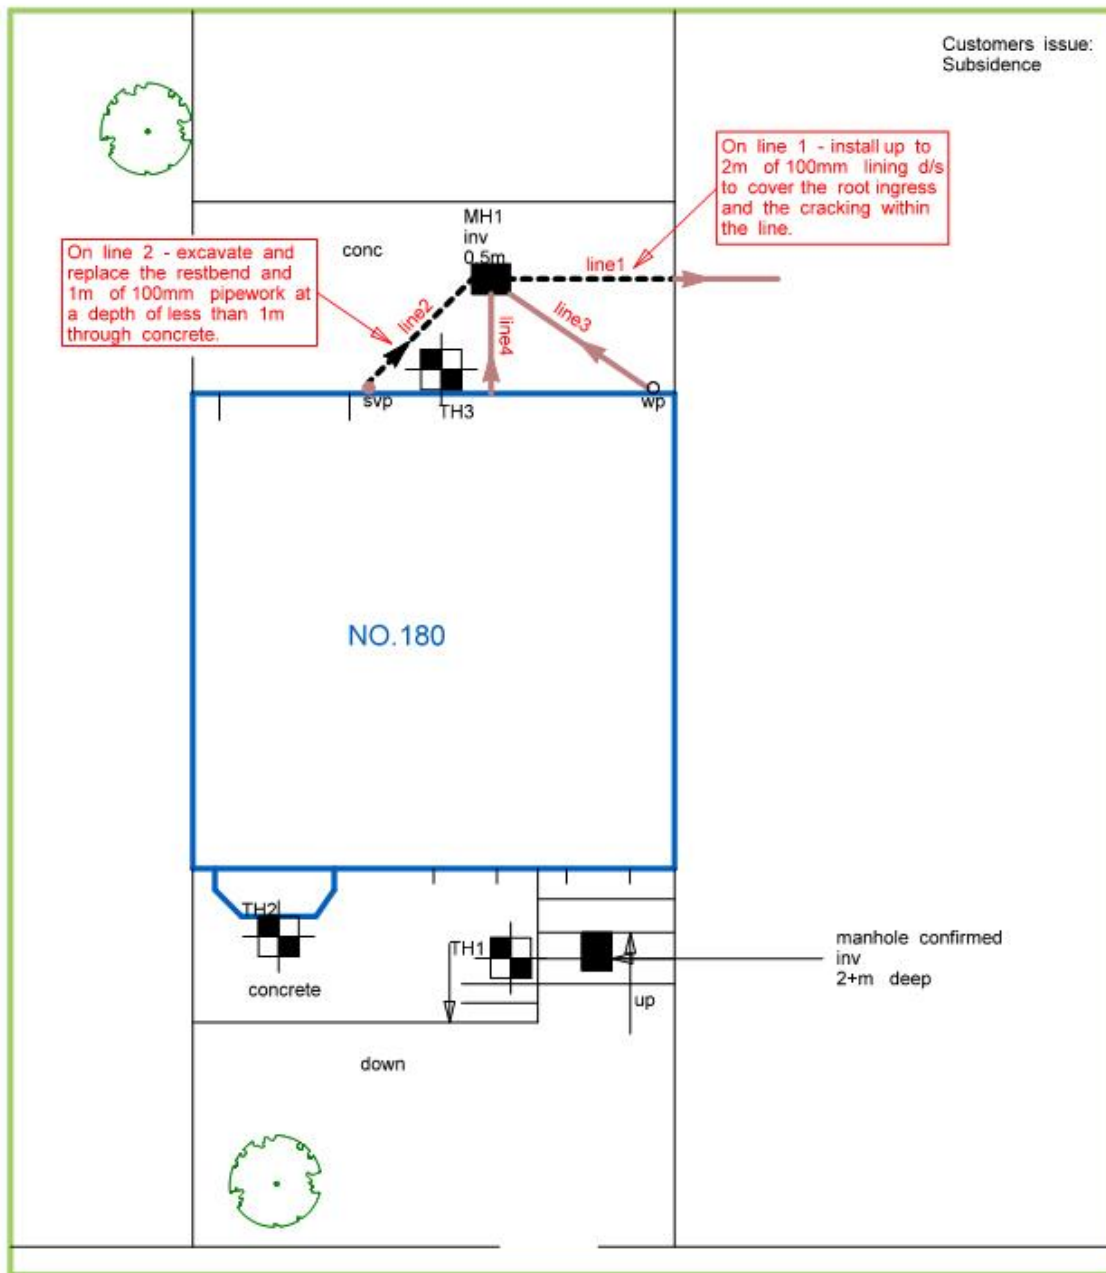 Customers issue:
Subsidence
On line 1 - install up to
2m of 100mm lining d/s
to cover the root ingress
and the cracking within
the line.
MH1
inv
0.5m
conc
On line 2 - excavate and
replace the restbend and
1m of 100mm pipework at
a depth of less than 1m
through concrete.
line1
line2
line3
line4
svp
TH3
wp
NO.180
TH2
TH1
manhole confirmed
inv
2+m deep
concrete
up
down